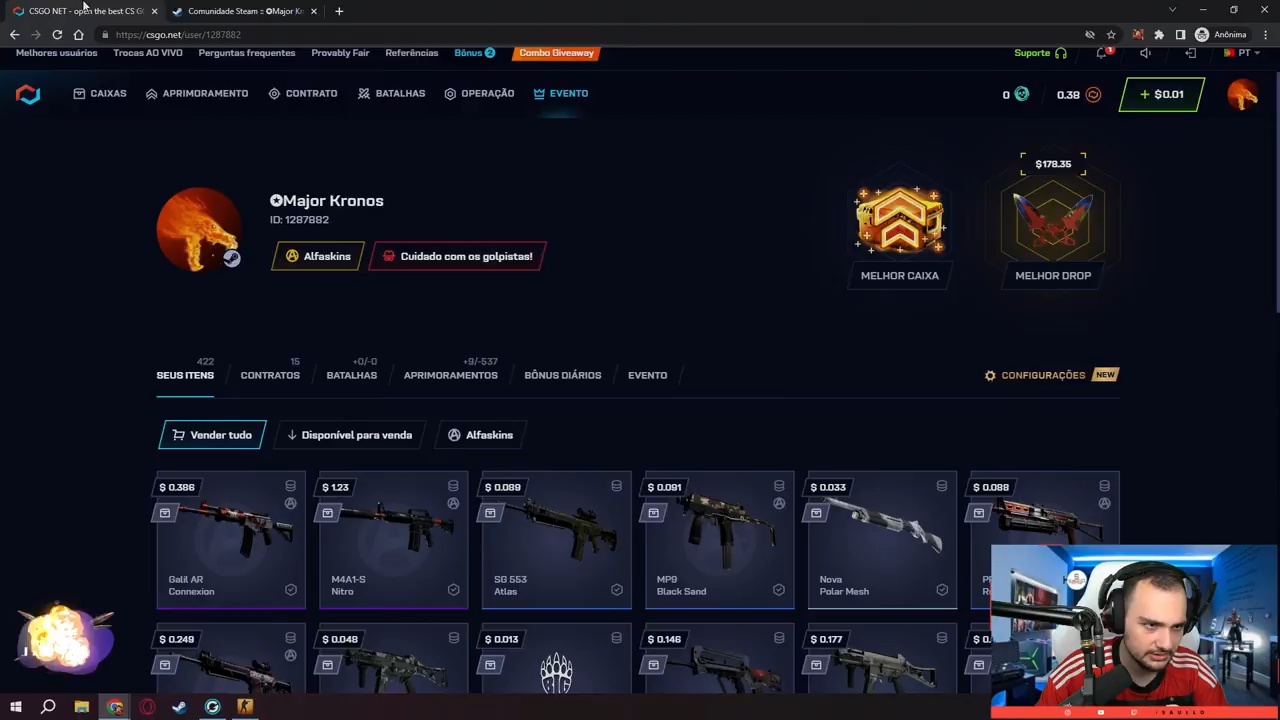 CSGO NET - open the best CS G
Comunidade Steam :: ✪Major Kr
https://csgo.net/user/1287882
Anônima
Melhores usuários
Trocas AO VIVO
Perguntas frequentes
Provably Fair
Referências
Bônus 2
Combo Giveaway
Suporte
1
PT
CAIXAS
APRIMORAMENTO
CONTRATO
BATALHAS
OPERAÇÃO
EVENTO
0
0.38
+ $0.01
✪Major Kronos
ID: 1287882
Alfaskins
Cuidado com os golpistas!
$178.35
MELHOR CAIXA
MELHOR DROP
422
SEUS ITENS
15
CONTRATOS
+0/-0
BATALHAS
+9/-537
APRIMORAMENTOS
BÔNUS DIÁRIOS
EVENTO
CONFIGURAÇÕES NEW
Vender tudo
Disponível para venda
Alfaskins
$ 0.386
Galil AR
Connexion
$ 1.23
M4A1-S
Nitro
$ 0.089
SG 553
Atlas
$ 0.091
MP9
Black Sand
$ 0.033
Nova
Polar Mesh
$ 0.088
$ 0.249
$ 0.048
$ 0.013
BIG
$ 0.146
$ 0.177